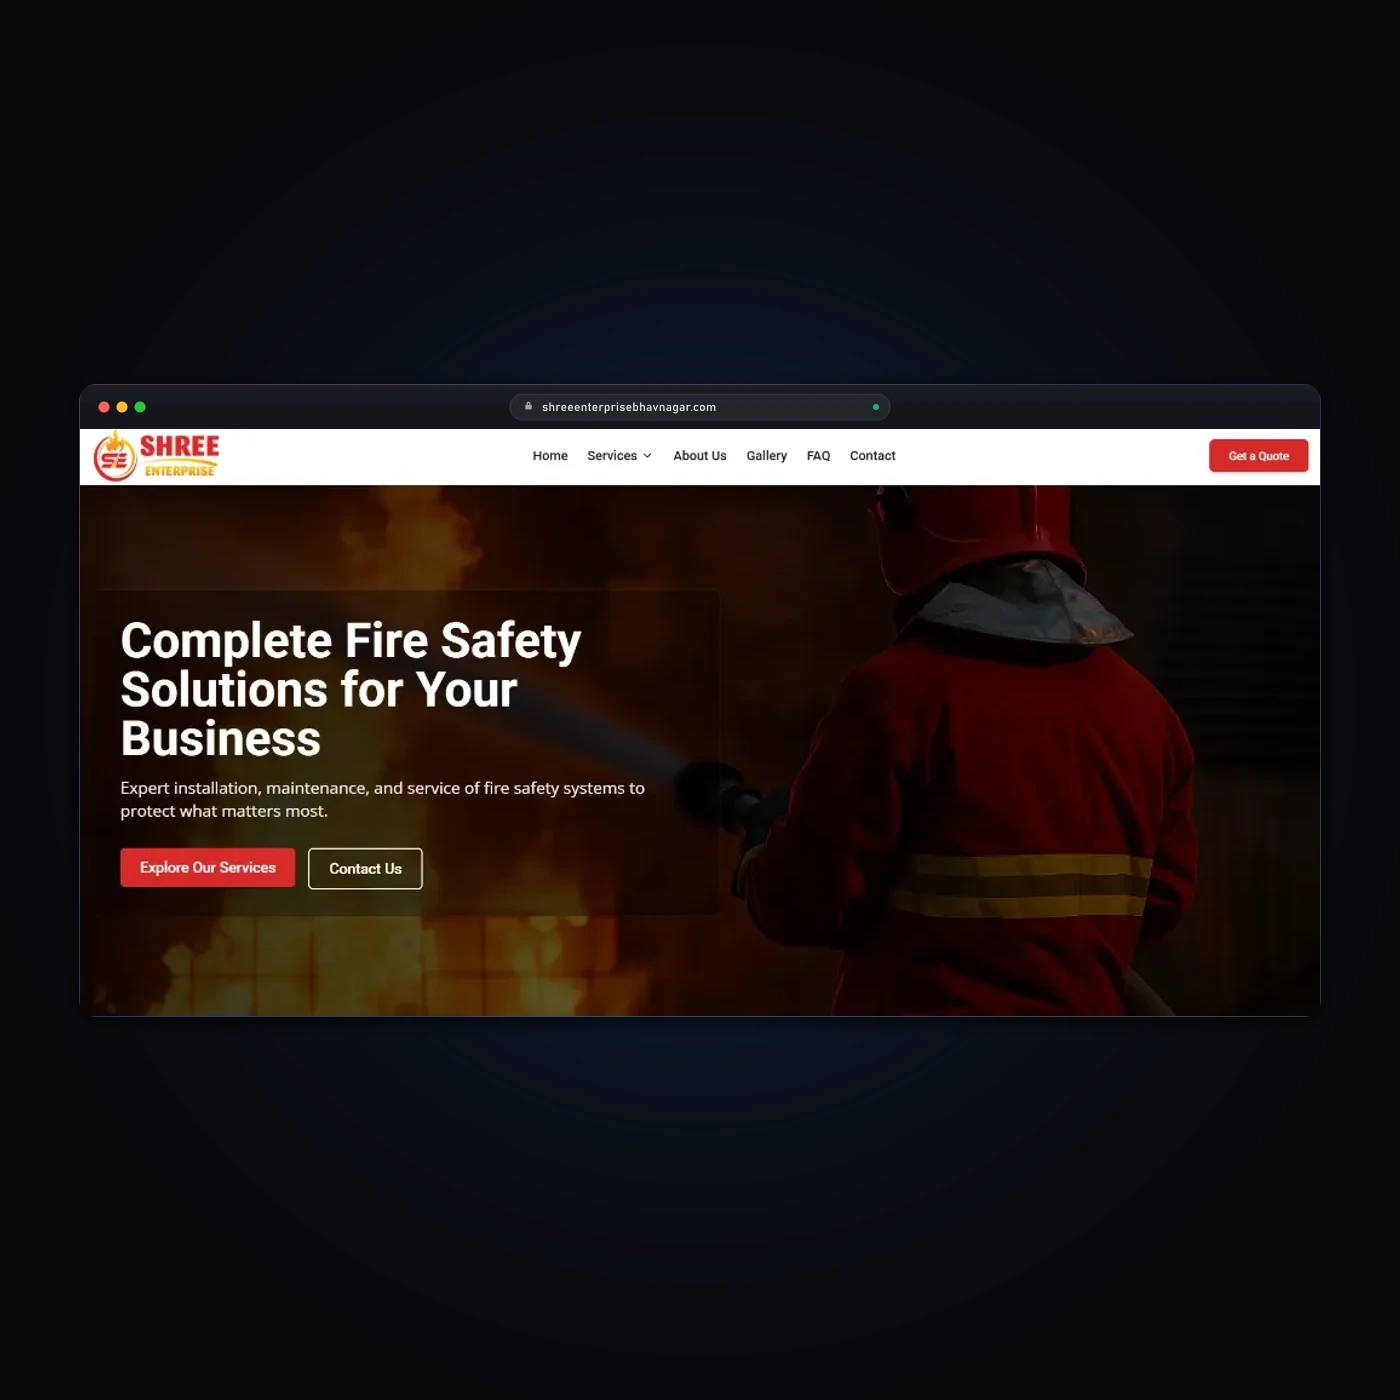 shreeenterprisebhavnagar.com
SE SHREE
ENTERPRISE
Home Services About Us Gallery FAQ Contact
Get a Quote
Complete Fire Safety
Solutions for Your
Business
Expert installation, maintenance, and service of fire safety systems to
protect what matters most.
Explore Our Services Contact Us